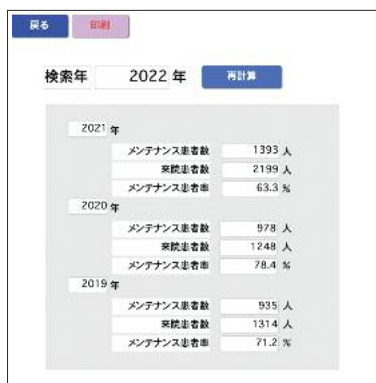 戻る 印刷
検索年 2022 年 再計算
2021 年
メンテナンス患者数 1393 人
来院患者数 2199 人
メンテナンス患者率 63.3 %
2020 年
メンテナンス患者数 978 人
来院患者数 1248 人
メンテナンス患者率 78.4 %
2019 年
メンテナンス患者数 935 人
来院患者数 1314 人
メンテナンス患者率 71.2 %